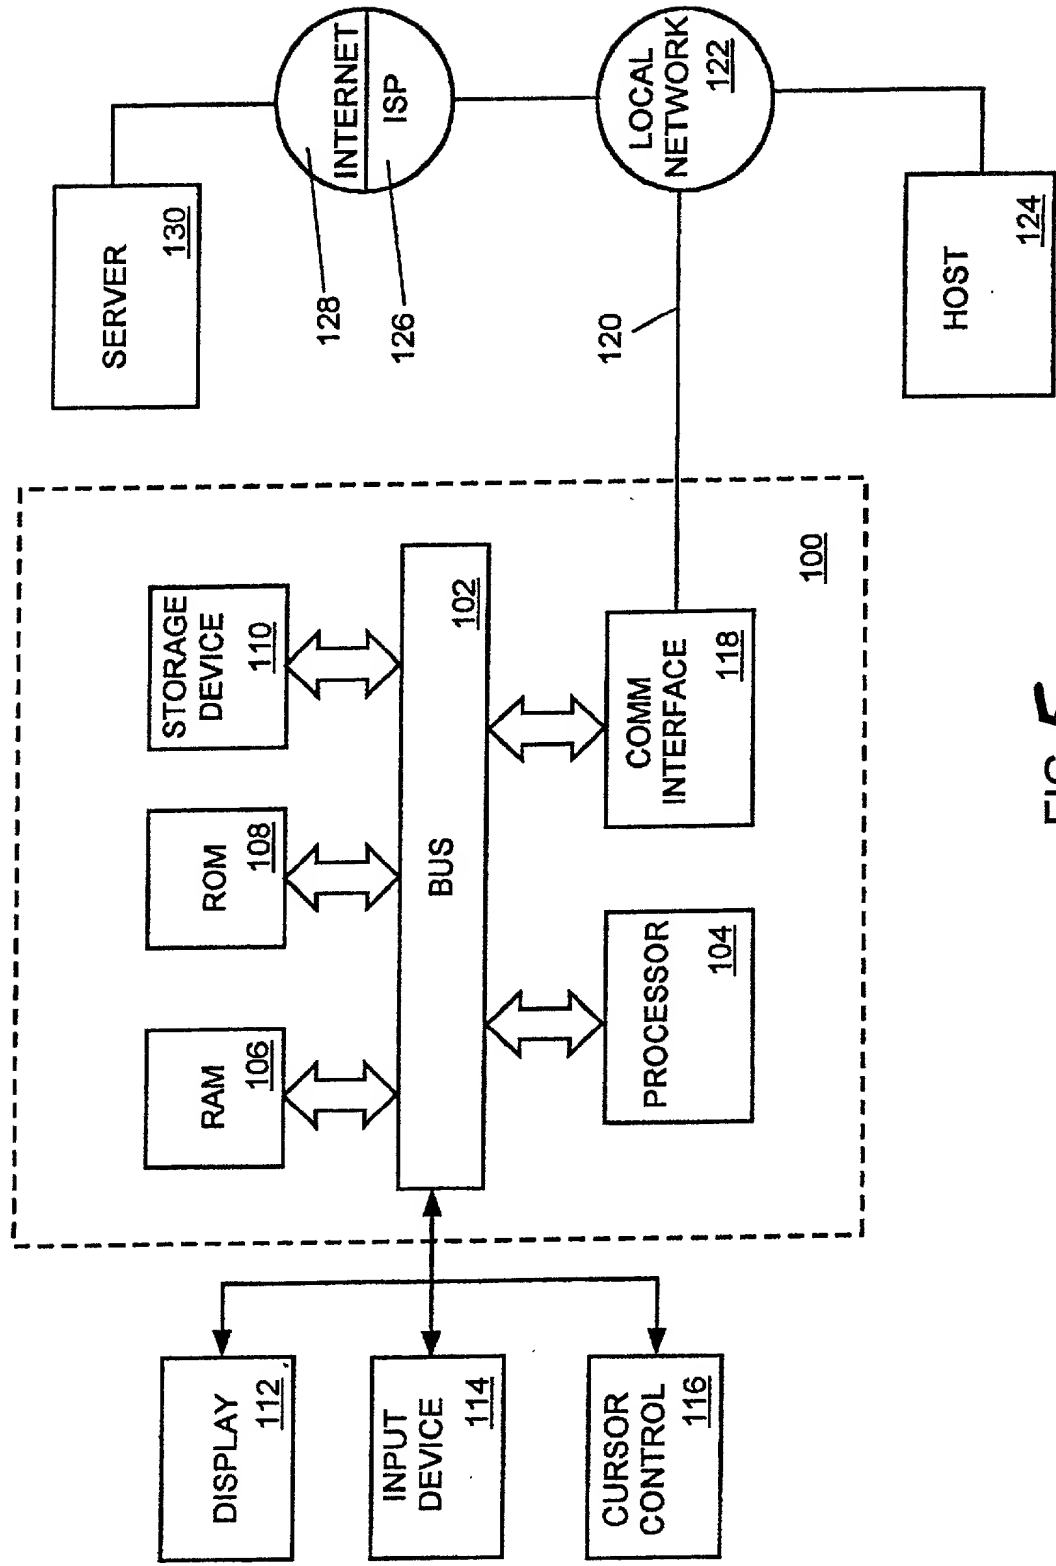 DISPLAY
112
INPUT
DEVICE
114
CURSOR
CONTROL
116
RAM
106
ROM
108
STORAGE
DEVICE
110
BUS
102
PROCESSOR
104
COMM
INTERFACE
118
100
SERVER
130
128
126
INTERNET
ISP
120
LOCAL
NETWORK
122
HOST
124